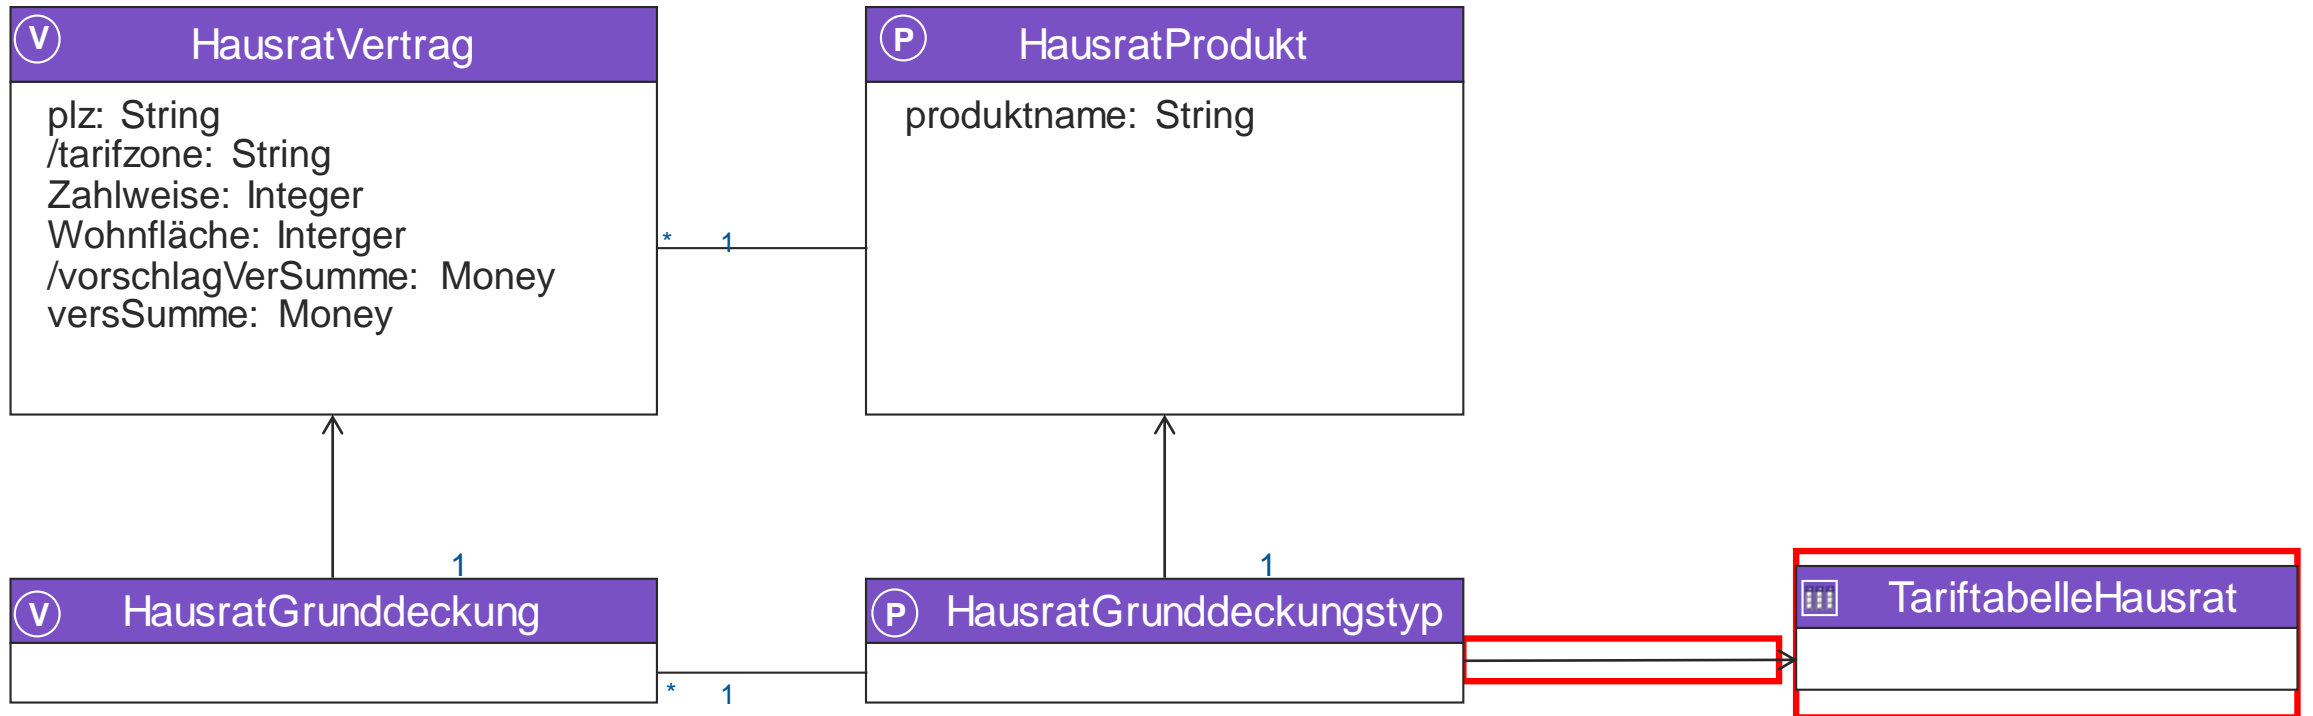 V HausratVertrag
plz: String
/tarifzone: String
Zahlweise: Integer
Wohnfläche: Interger
/vorschlagVerSumme: Money
versSumme: Money
P HausratProdukt
produktname: String
* 1
1
1
V HausratGrunddeckung
P HausratGrunddeckungstyp
TariftabelleHausrat
* 1